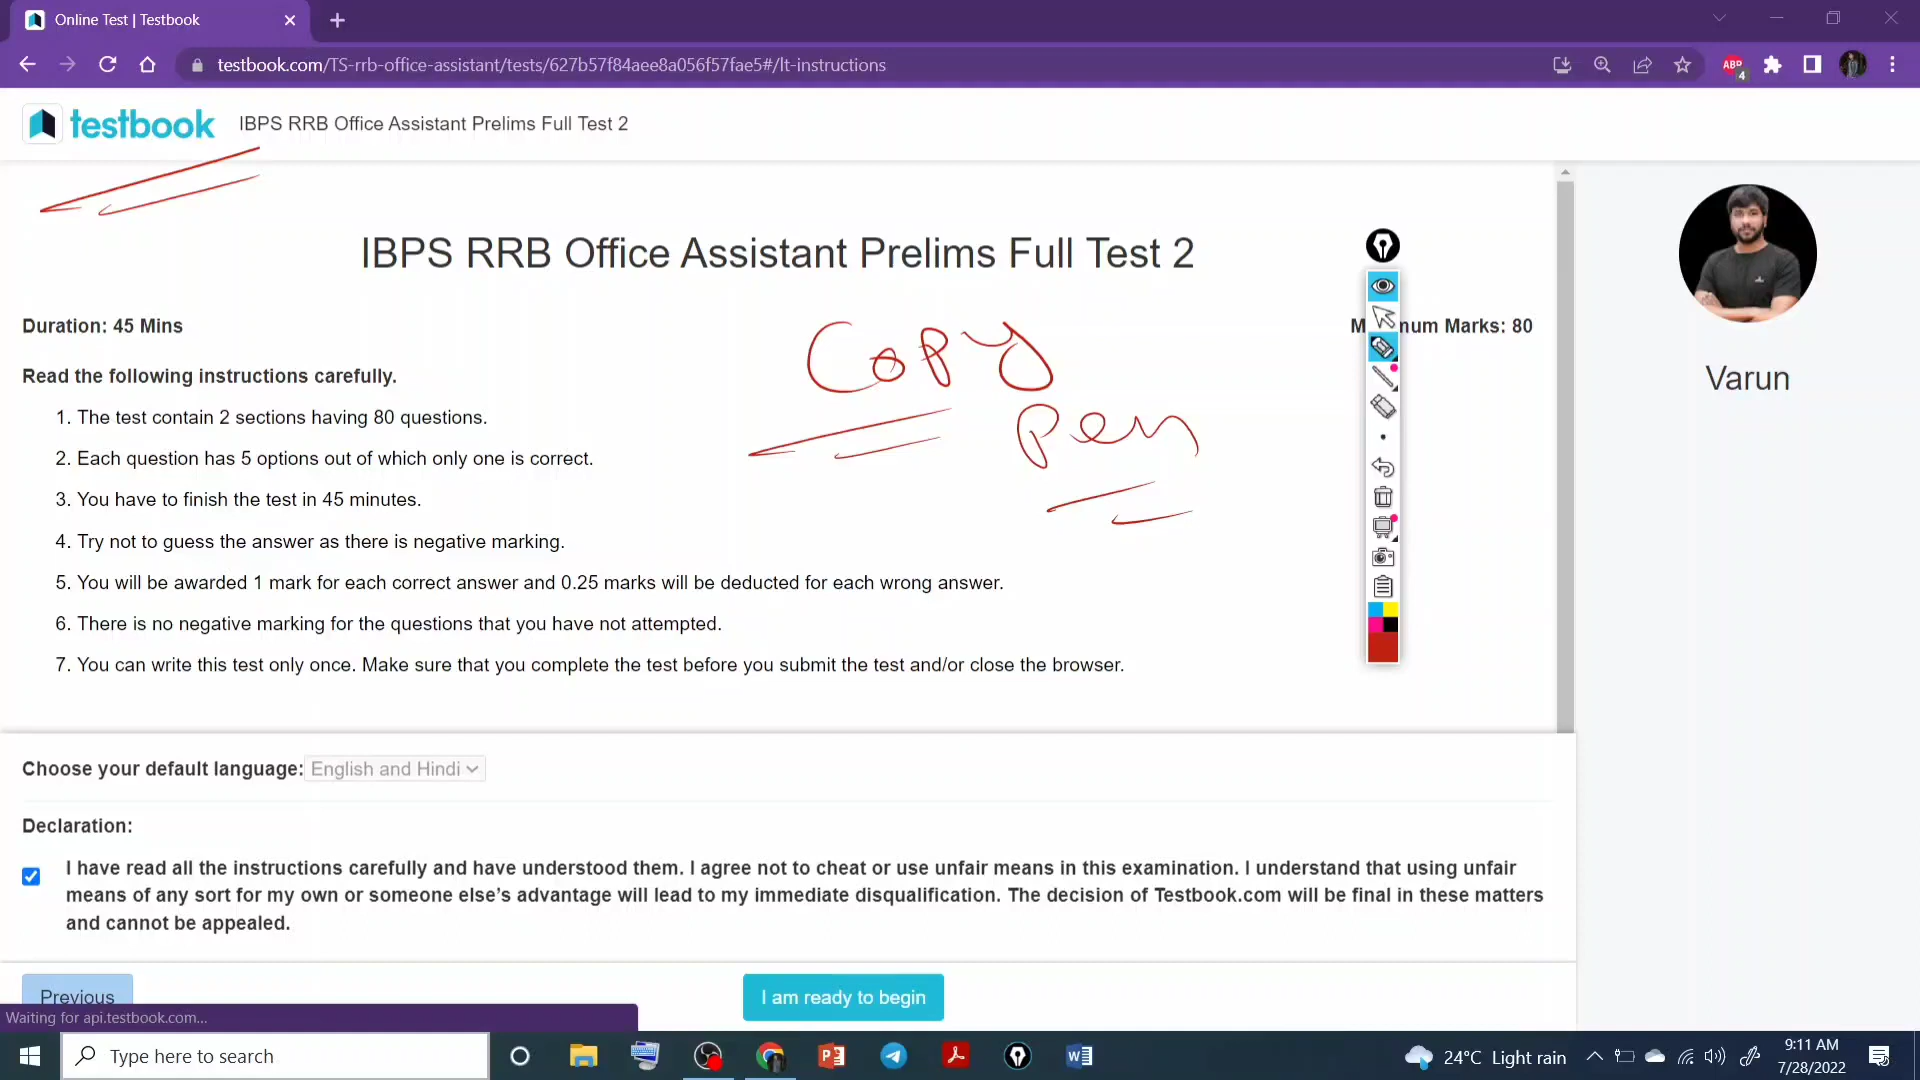 Online Test | Testbook
testbook.com/TS-rrb-office-assistant/tests/627b57f84aee8a056f57fae5#/lt-instructions
ABP
4
testbook IBPS RRB Office Assistant Prelims Full Test 2
IBPS RRB Office Assistant Prelims Full Test 2
Duration: 45 Mins
M num Marks: 80
Copy
Pen
Varun
Read the following instructions carefully.
1. The test contain 2 sections having 80 questions.
2. Each question has 5 options out of which only one is correct.
3. You have to finish the test in 45 minutes.
4. Try not to guess the answer as there is negative marking.
5. You will be awarded 1 mark for each correct answer and 0.25 marks will be deducted for each wrong answer.
6. There is no negative marking for the questions that you have not attempted.
7. You can write this test only once. Make sure that you complete the test before you submit the test and/or close the browser.
Choose your default language: English and Hindi
Declaration:
I have read all the instructions carefully and have understood them. I agree not to cheat or use unfair means in this examination. I understand that using unfair
means of any sort for my own or someone else's advantage will lead to my immediate disqualification. The decision of Testbook.com will be final in these matters
and cannot be appealed.
Previous
I am ready to begin
Waiting for api.testbook.com...
Type here to search
24°C Light rain
9:11 AM
7/28/2022